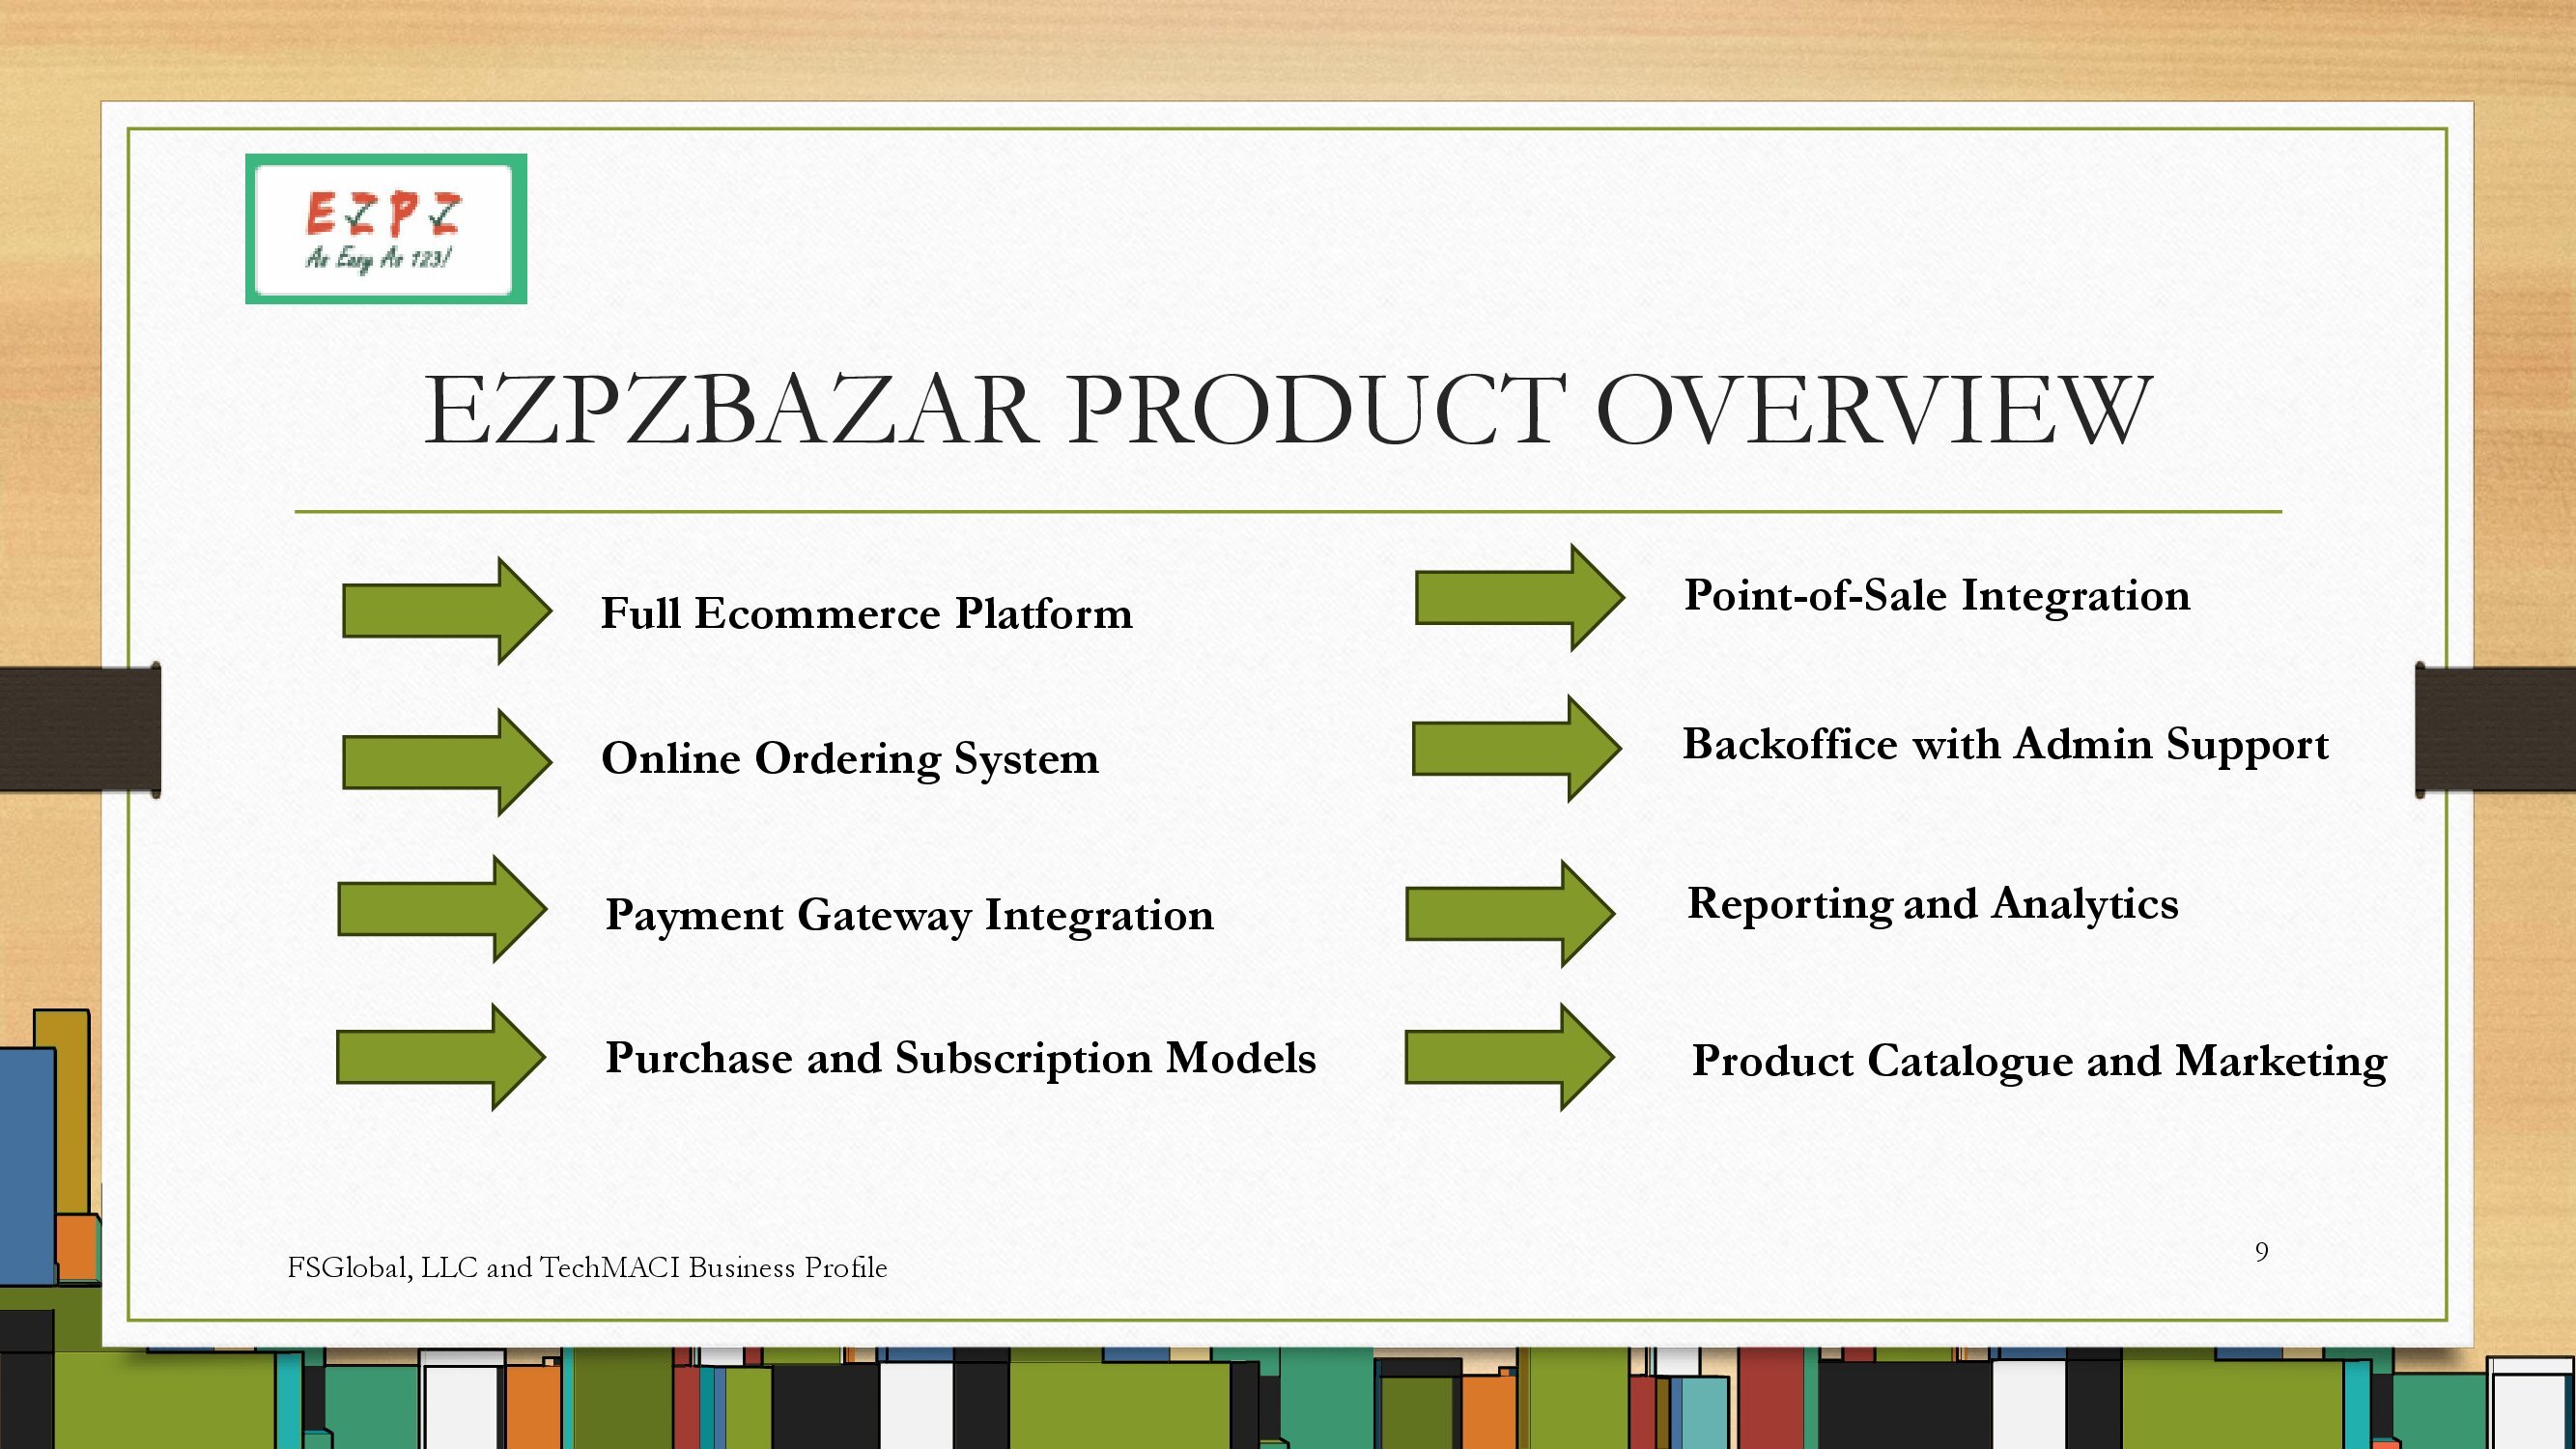 EZPZ
As Easy As 123!
EZPZBAZAR PRODUCT OVERVIEW
Full Ecommerce Platform
Online Ordering System
Payment Gateway Integration
Purchase and Subscription Models
Point-of-Sale Integration
Backoffice with Admin Support
Reporting and Analytics
Product Catalogue and Marketing
FSGlobal, LLC and TechMACI Business Profile
9